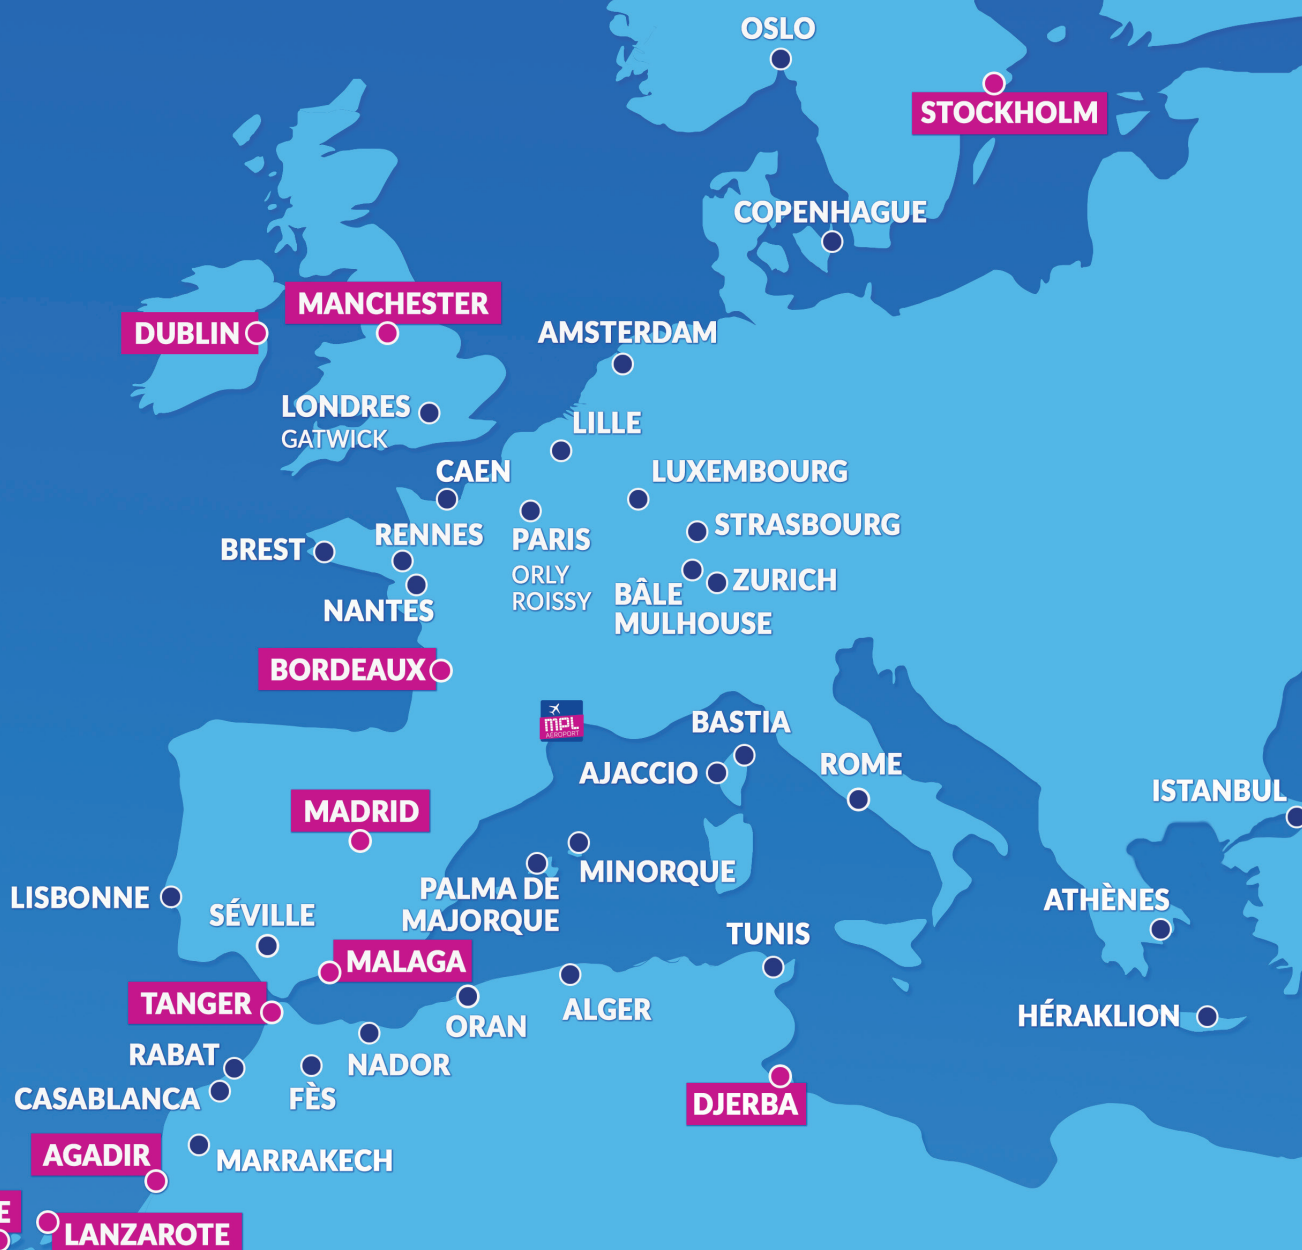 OSLO
STOCKHOLM
COPENHAGUE
MANCHESTER
DUBLIN
AMSTERDAM
LONDRES
GATWICK
LILLE
CAEN
LUXEMBOURG
STRASBOURG
RENNES
PARIS
ORLY
ROISSY
BREST
BÂLE
MULHOUSE
ZURICH
NANTES
BORDEAUX
MPL
AÉROPORT
BASTIA
AJACCIO
ROME
ISTANBUL
MADRID
MINORQUE
PALMA DE
MAJORQUE
LISBONNE
SÉVILLE
ATHÈNES
TUNIS
MALAGA
TANGER
ALGER
ORAN
HÉRAKLION
RABAT
NADOR
CASABLANCA
FÈS
DJERBA
AGADIR
MARRAKECH
E
LANZAROTE